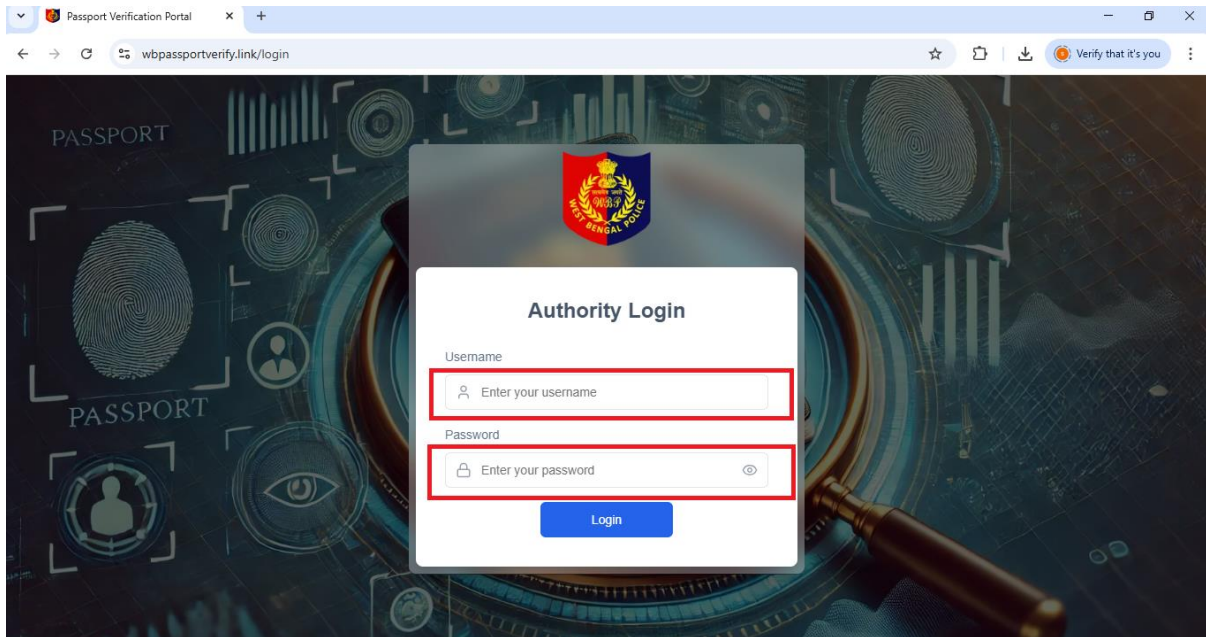 Passport Verification Portal
wbpassportverify.link/login
Verify that it's you
PASSPORT
WEST BENGAL POLICE
Authority Login
Username
Enter your username
PASSPORT
Password
Enter your password
Login